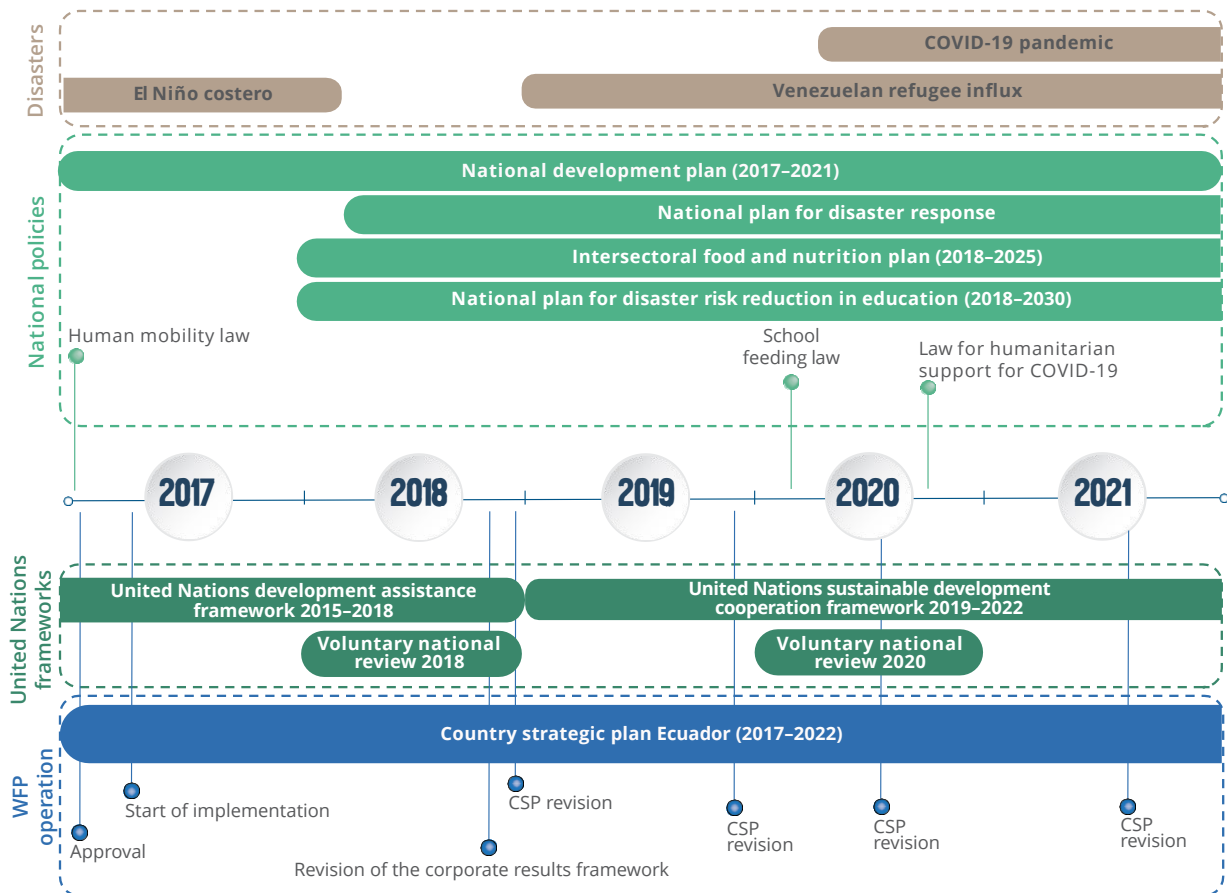 Disasters
COVID-19 pandemic
El Niño costero
Venezuelan refugee influx
National policies
National development plan (2017–2021)
National plan for disaster response
Intersectoral food and nutrition plan (2018–2025)
National plan for disaster risk reduction in education (2018–2030)
Human mobility law
School
feeding law
Law for humanitarian
support for COVID-19
2017
2018
2019
2020
2021
United Nations
frameworks
United Nations development assistance
framework 2015–2018
United Nations sustainable development
cooperation framework 2019–2022
Voluntary national
review 2018
Voluntary national
review 2020
WFP
operation
Country strategic plan Ecuador (2017–2022)
Start of implementation
Approval
CSP revision
Revision of the corporate results framework
CSP
revision
CSP
revision
CSP
revision